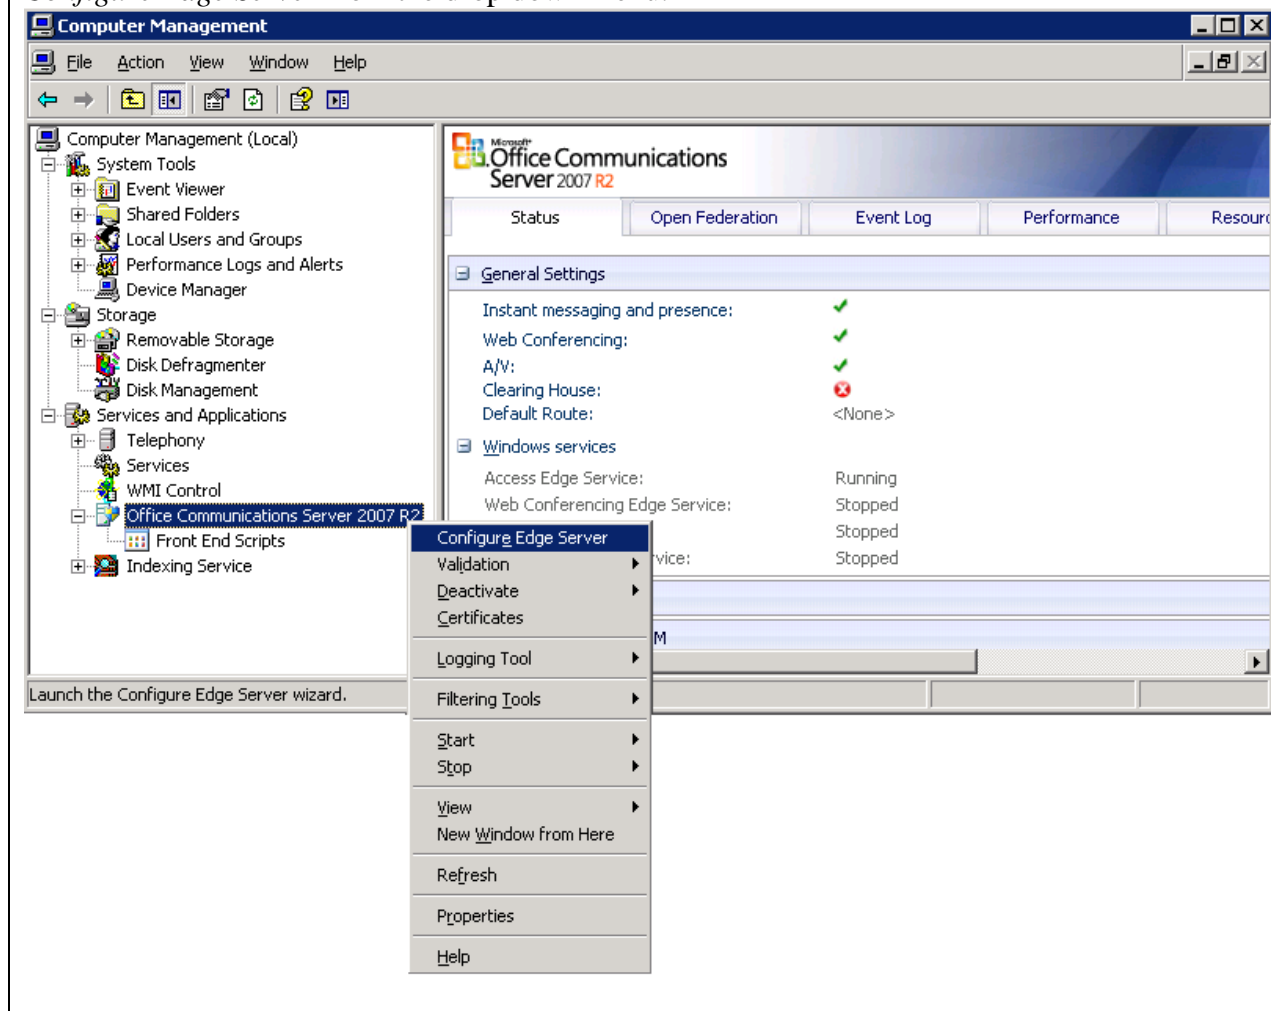 Computer Management
File Action View Window Help
Computer Management (Local)
System Tools
Event Viewer
Shared Folders
Local Users and Groups
Performance Logs and Alerts
Device Manager
Storage
Removable Storage
Disk Defragmenter
Disk Management
Services and Applications
Telephony
Services
WMI Control
Office Communications Server 2007 R2
Front End Scripts
Indexing Service
Microsoft
Office Communications
Server 2007 R2
Status Open Federation Event Log Performance
General Settings
Instant messaging and presence:
Web Conferencing:
A/V:
Clearing House:
Default Route: <None>
Windows services
Access Edge Service: Running
Web Conferencing Edge Service: Stopped
Stopped
Stopped
Configure Edge Server
Validation
Deactivate
Certificates
Logging Tool
Filtering Tools
Start
Stop
View
New Window from Here
Refresh
Properties
Help
Launch the Configure Edge Server wizard.